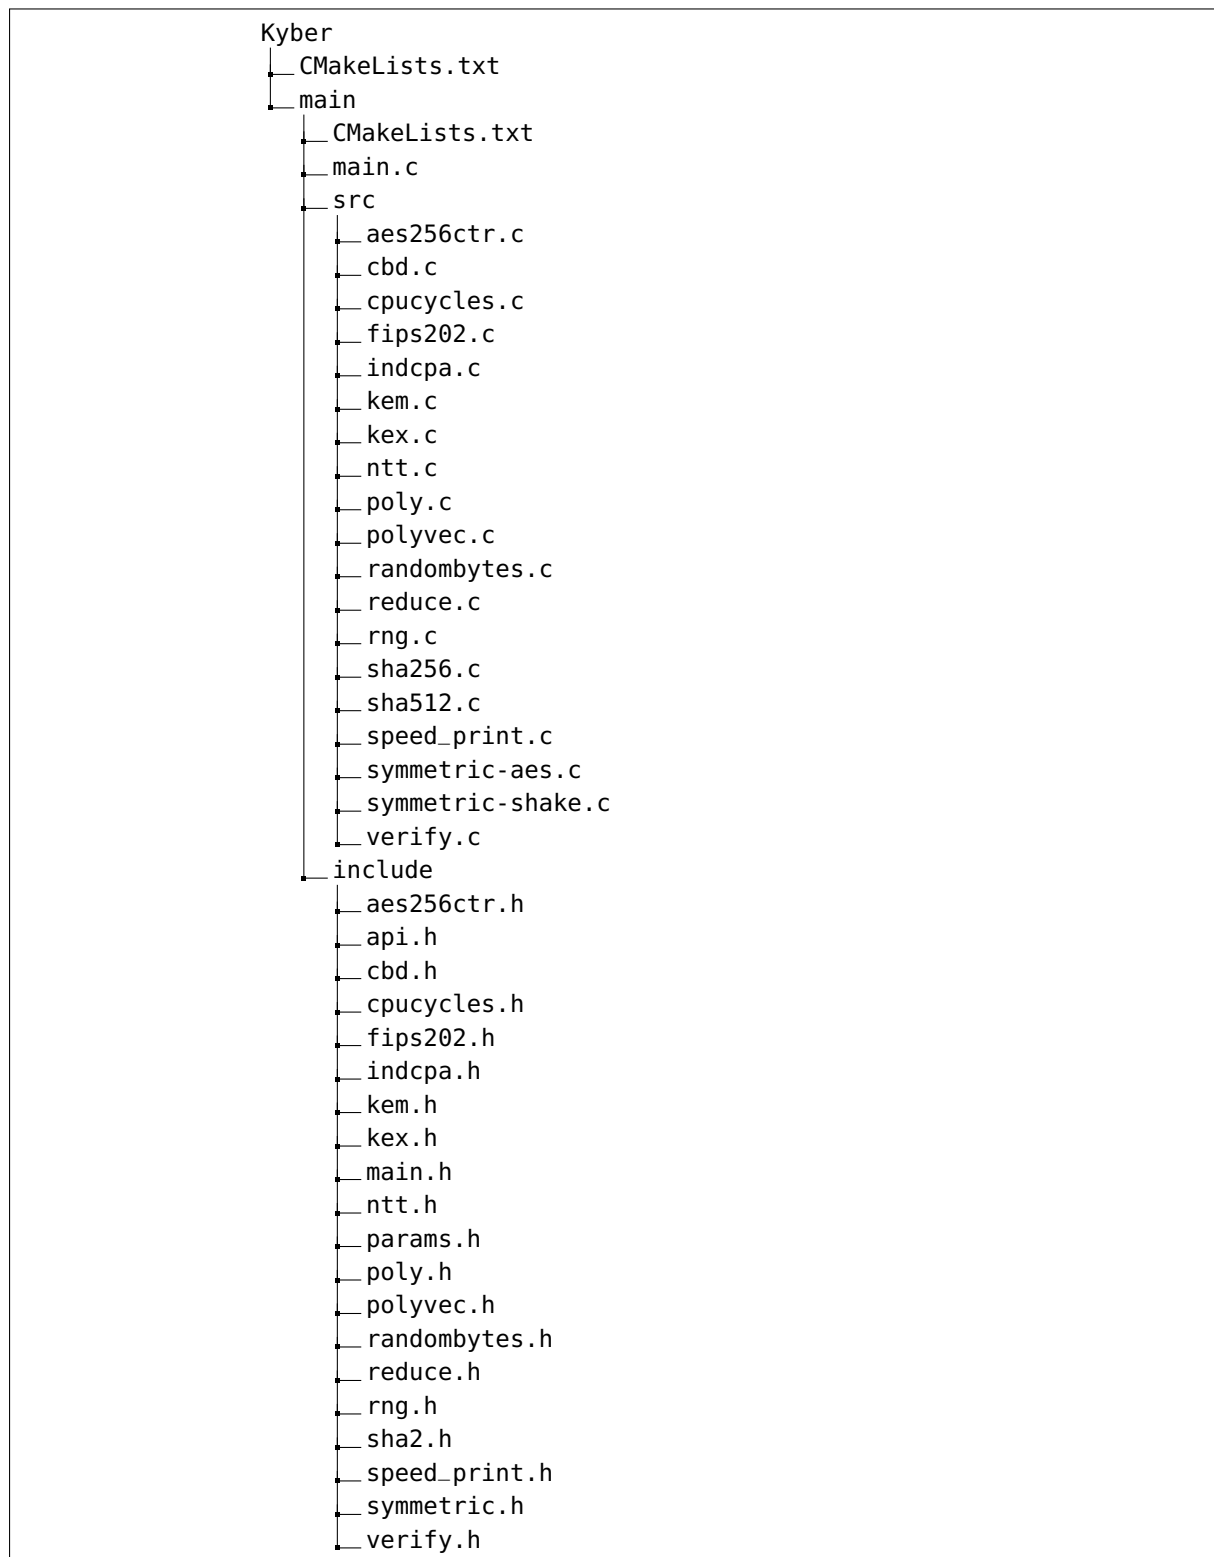 Kyber
CMakeLists.txt
main
CMakeLists.txt
main.c
src
aes256ctr.c
cbd.c
cpucycles.c
fips202.c
indcpa.c
kem.c
kex.c
ntt.c
poly.c
polyvec.c
randombytes.c
reduce.c
rng.c
sha256.c
sha512.c
speed_print.c
symmetric-aes.c
symmetric-shake.c
verify.c
include
aes256ctr.h
api.h
cbd.h
cpucycles.h
fips202.h
indcpa.h
kem.h
kex.h
main.h
ntt.h
params.h
poly.h
polyvec.h
randombytes.h
reduce.h
rng.h
sha2.h
speed_print.h
symmetric.h
verify.h